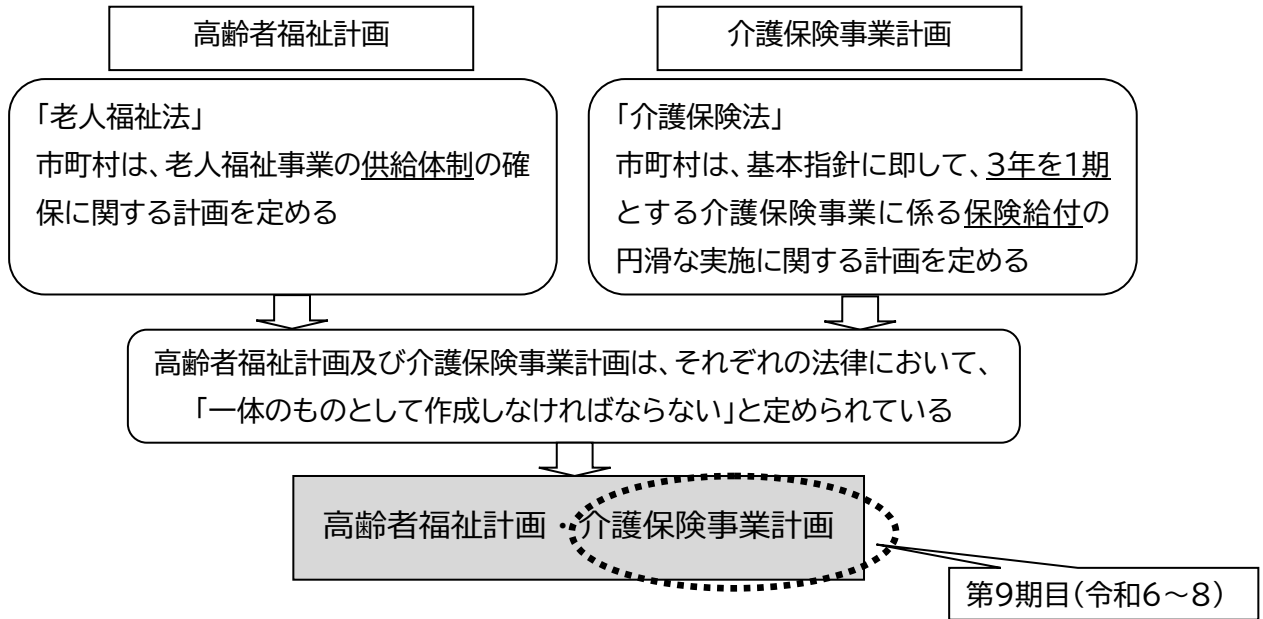 高齢者福祉計画
介護保険事業計画
「老人福祉法」
市町村は、老人福祉事業の供給体制の確
保に関する計画を定める
「介護保険法」
市町村は、基本指針に即して、3年を1期
とする介護保険事業に係る保険給付の
円滑な実施に関する計画を定める
高齢者福祉計画及び介護保険事業計画は、それぞれの法律において、
「一体のものとして作成しなければならない」と定められている
高齢者福祉計画・介護保険事業計画
第9期目(令和6～8)